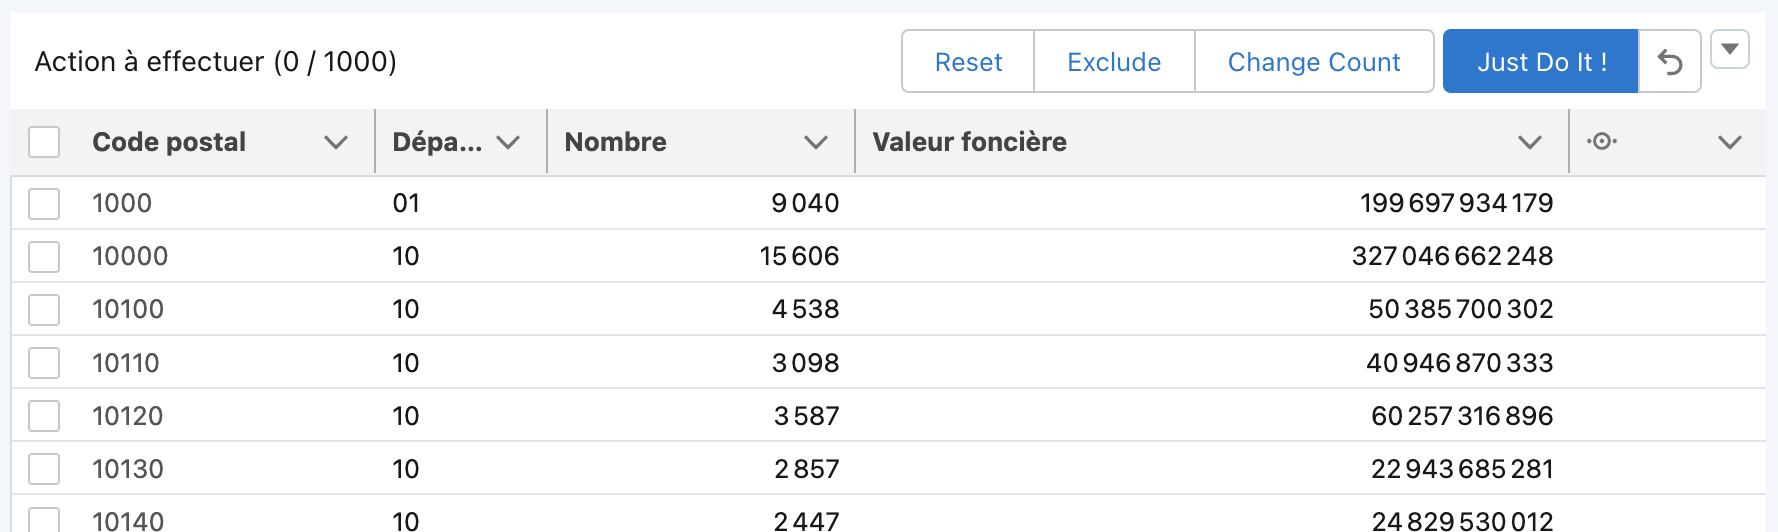 Action à effectuer (0 / 1000) Reset Exclude Change Count Just Do It !
Code postal Dépa... Nombre Valeur foncière
1000 01 9 040 199 697 934 179
10000 10 15 606 327 046 662 248
10100 10 4 538 50 385 700 302
10110 10 3 098 40 946 870 333
10120 10 3 587 60 257 316 896
10130 10 2 857 22 943 685 281
10140 10 2 447 24 829 530 012